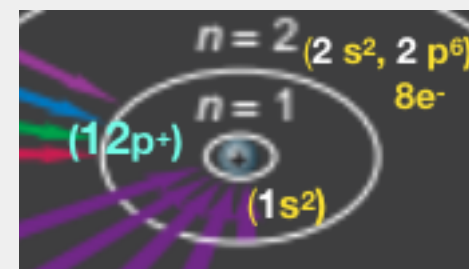 n = 2 (2 s², 2 p⁶)
8e⁻
n = 1
(12p⁺)
+
(1s²)